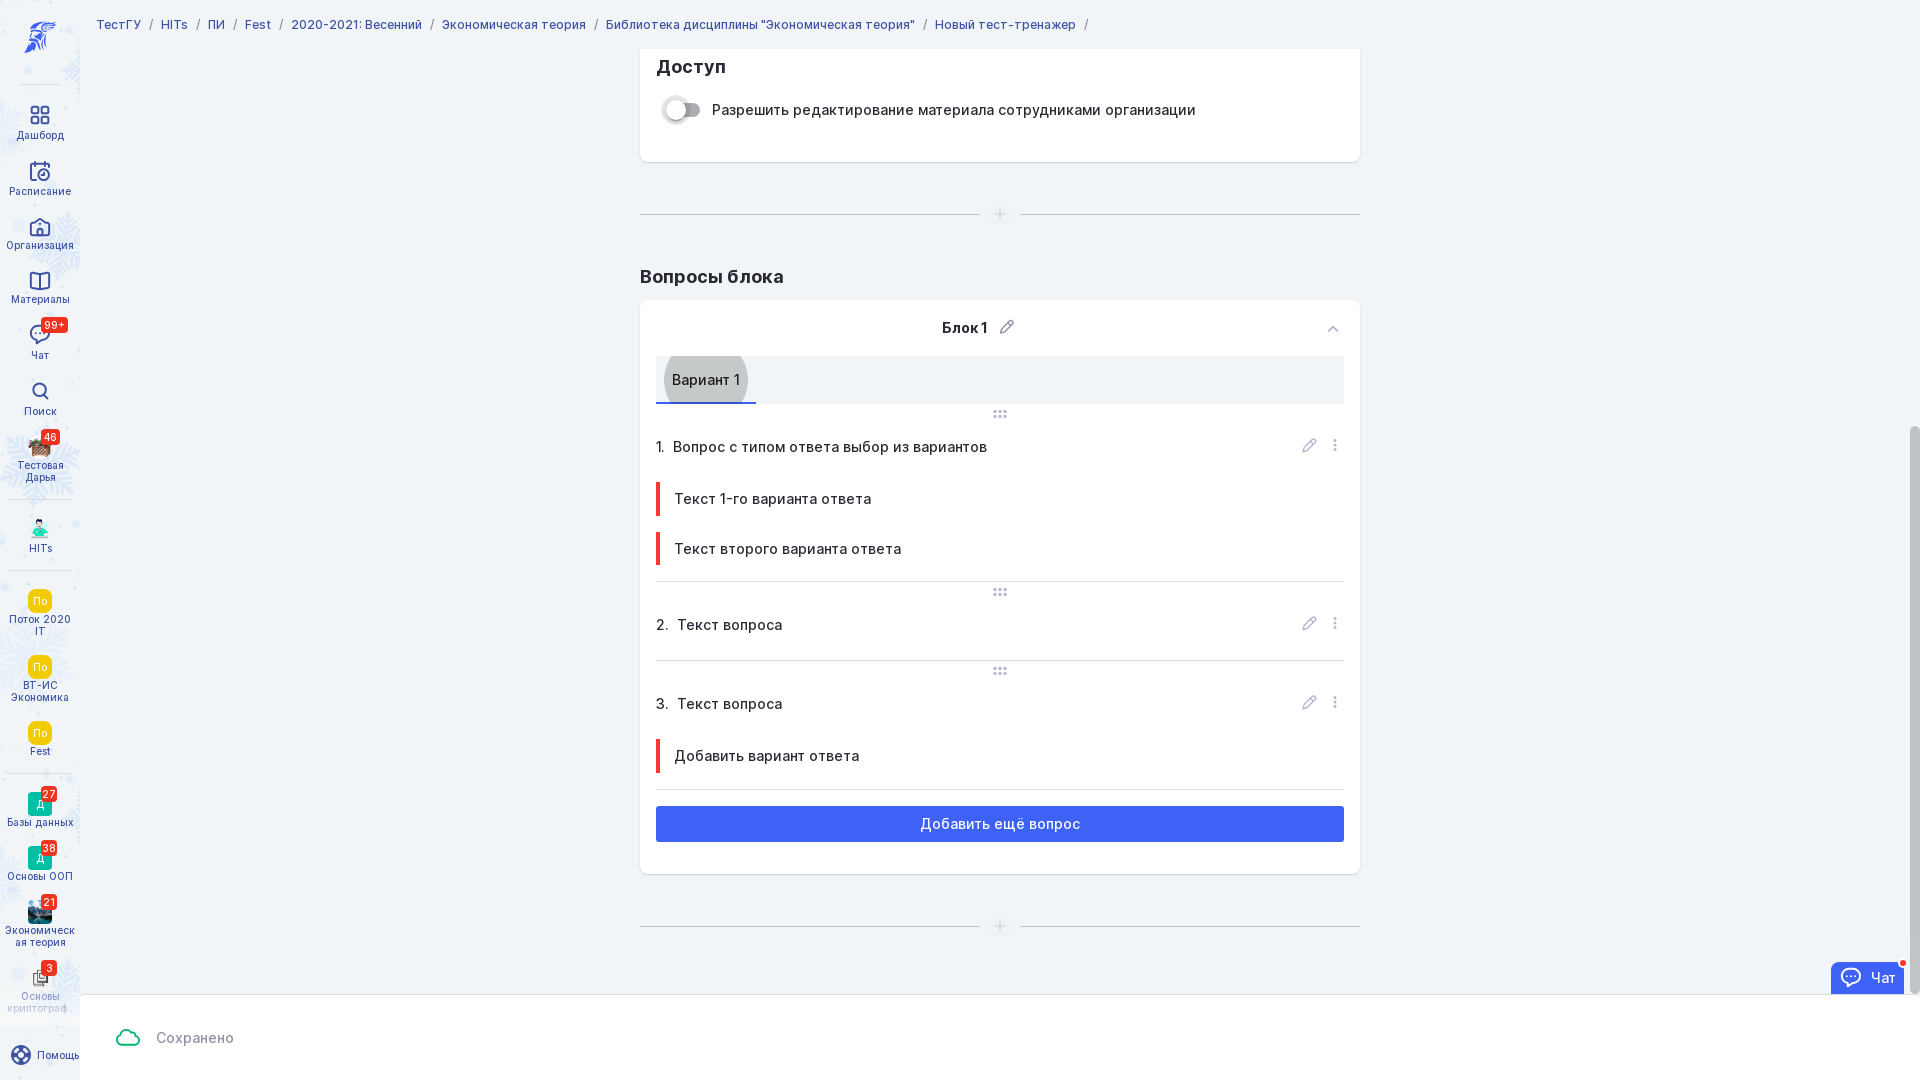 ТестГУ / HITs / ПИ / Fest / 2020-2021: Весенний / Экономическая теория / Библиотека дисциплины "Экономическая теория" / Новый тест-тренажер /
Дашборд
Расписание
Организация
Материалы
99+
Чат
Поиск
46
Тестовая
Дарья
HITs
По
Поток 2020
IT
По
ВТ-ИС
Экономика
По
Fest
27
Д
Базы данных
38
Д
Основы ООП
21
Экономическ
ая теория
3
Основы
криптограф...
Помощь
Доступ
Разрешить редактирование материала сотрудниками организации
Вопросы блока
Блок 1
Вариант 1
1. Вопрос с типом ответа выбор из вариантов
Текст 1-го варианта ответа
Текст второго варианта ответа
2. Текст вопроса
3. Текст вопроса
Добавить вариант ответа
Добавить ещё вопрос
Чат
Сохранено